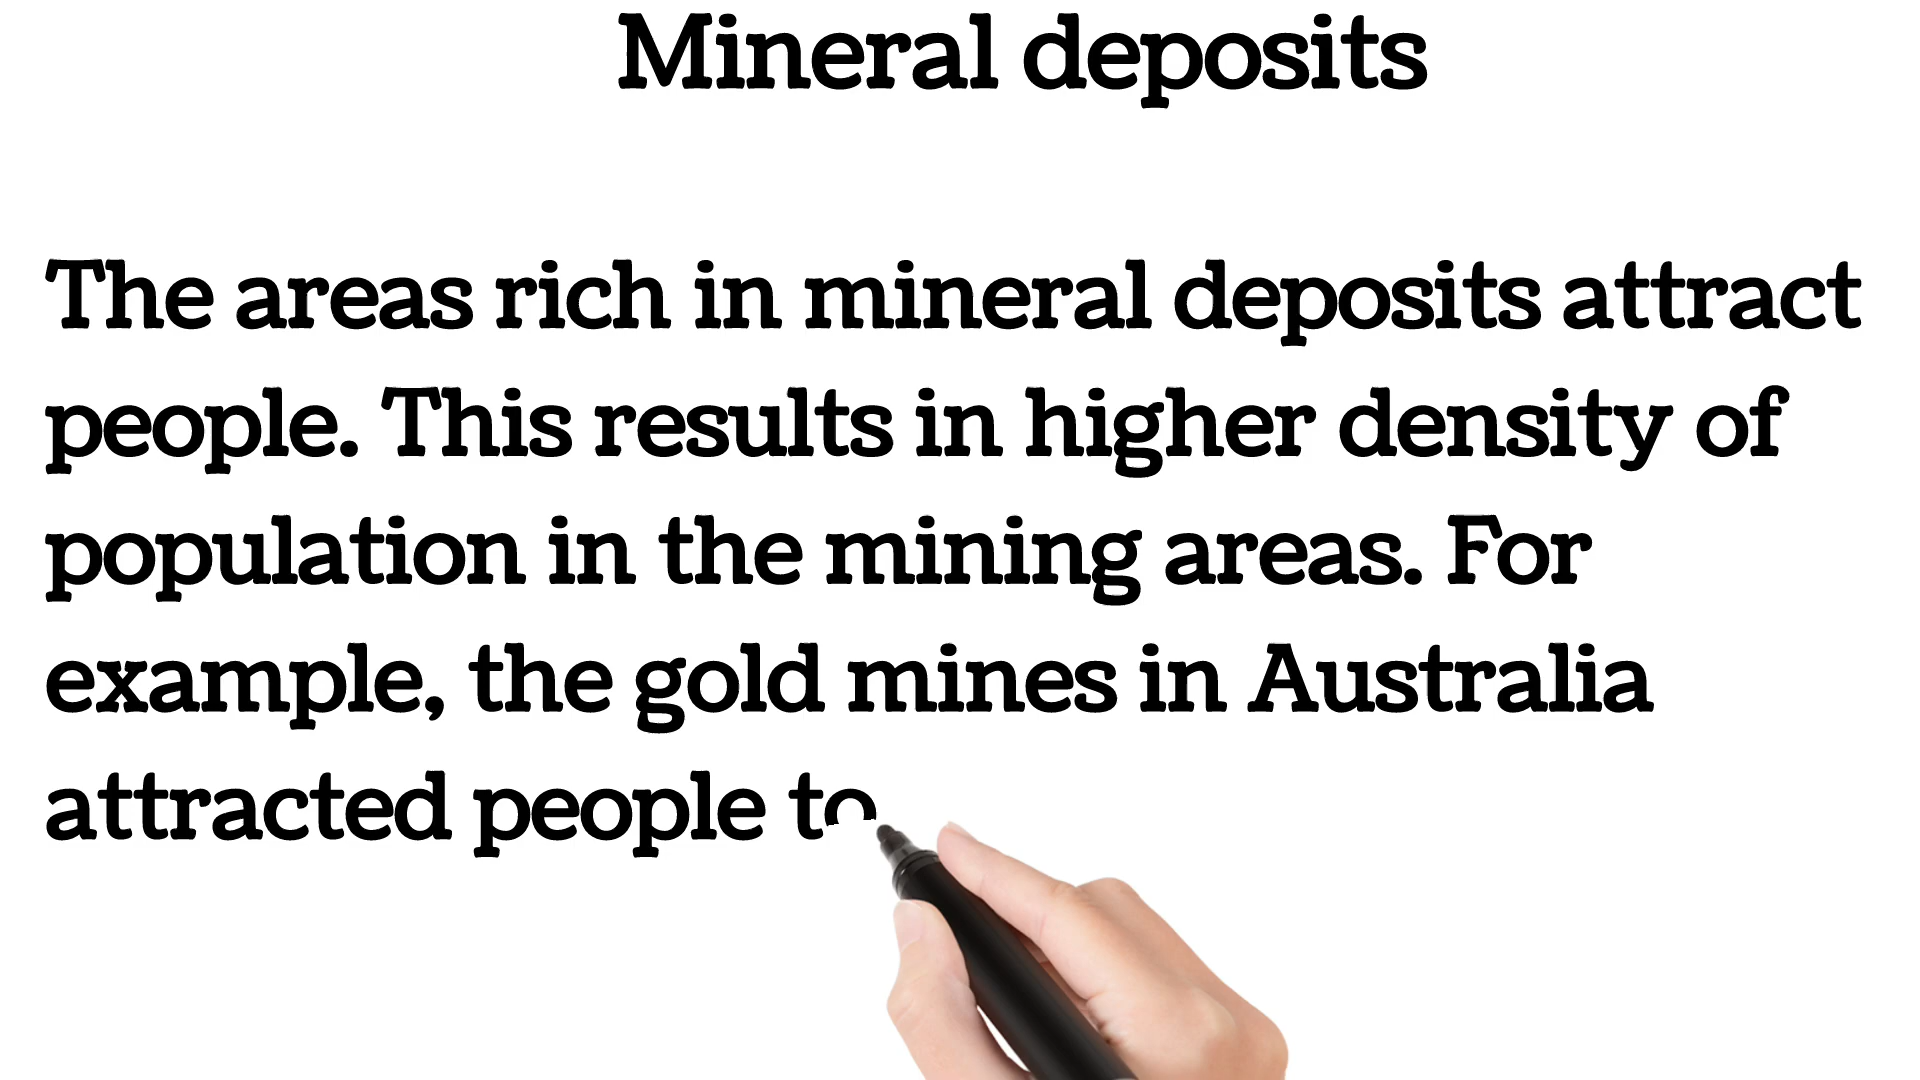 Mineral deposits
The areas rich in mineral deposits attract
people. This results in higher density of
population in the mining areas. For
example, the gold mines in Australia
attracted people to